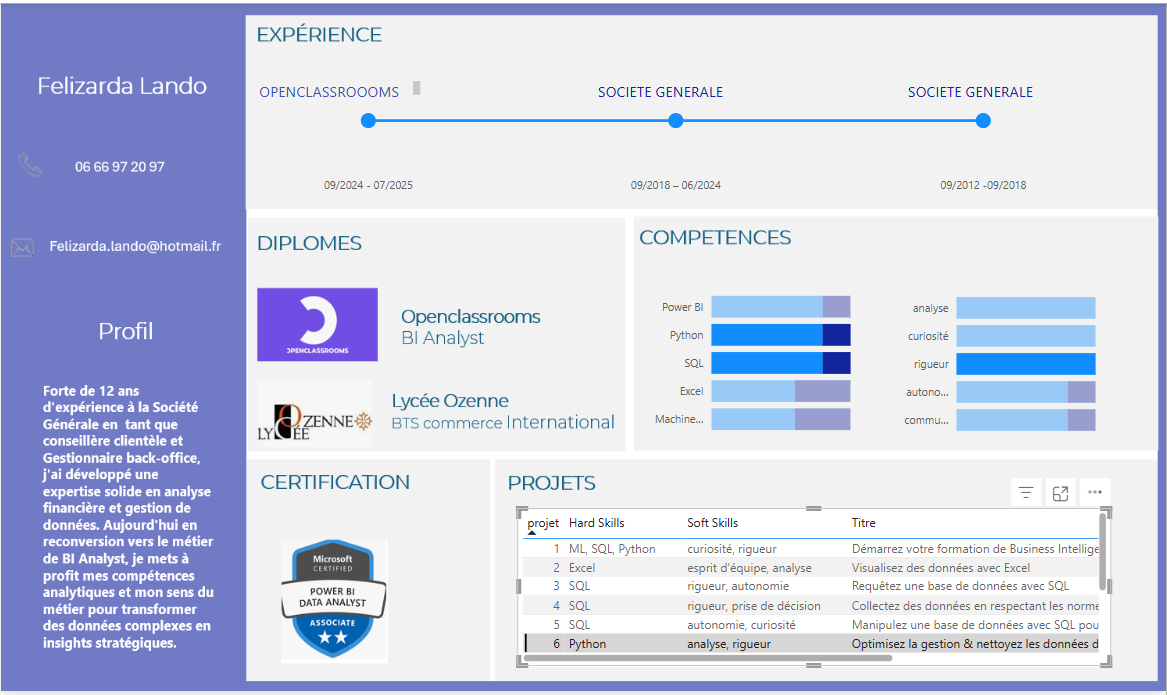 Felizarda Lando
06 66 97 20 97
Felizarda.lando@hotmail.fr
Profil
Forte de 12 ans
d'expérience à la Société
Générale en tant que
conseillère clientèle et
Gestionnaire back-office,
j'ai développé une
expertise solide en analyse
financière et gestion de
données. Aujourd'hui en
reconversion vers le métier
de BI Analyst, je mets à
profit mes compétences
analytiques et mon sens du
métier pour transformer
des données complexes en
insights stratégiques.
EXPÉRIENCE
OPENCLASSROOOMS SOCIETE GENERALE SOCIETE GENERALE
09/2024 - 07/2025 09/2018 – 06/2024 09/2012 -09/2018
DIPLOMES
OPENCLASSROOMS
Openclassrooms
BI Analyst
LYCÉE OZENNE
Lycée Ozenne
BTS commerce International
COMPETENCES
Power BI
Python
SQL
Excel
Machine...
analyse
curiosité
rigueur
autono...
commu...
CERTIFICATION
Microsoft
CERTIFIED
POWER BI
DATA ANALYST
ASSOCIATE
PROJETS
projet Hard Skills Soft Skills Titre
1 ML, SQL, Python curiosité, rigueur Démarrez votre formation de Business Intellige
2 Excel esprit d'équipe, analyse Visualisez des données avec Excel
3 SQL rigueur, autonomie Requêtez une base de données avec SQL
4 SQL rigueur, prise de décision Collectez des données en respectant les norme
5 SQL autonomie, curiosité Manipulez une base de données avec SQL pou
6 Python analyse, rigueur Optimisez la gestion & nettoyez les données d